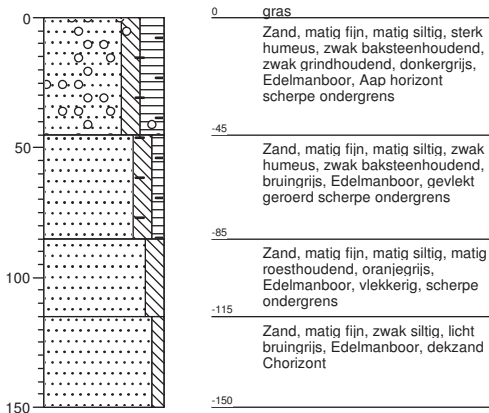 0
50
100
150
0 gras
Zand, matig fijn, matig siltig, sterk
humeus, zwak baksteenhoudend,
zwak grindhoudend, donkergrijs,
Edelmanboor, Aap horizont
scherpe ondergrens
-45
Zand, matig fijn, matig siltig, zwak
humeus, zwak baksteenhoudend,
bruingrijs, Edelmanboor, gevlekt
geroerd scherpe ondergrens
-85
Zand, matig fijn, matig siltig, matig
roesthoudend, oranjegrijs,
Edelmanboor, vlekkerig, scherpe
ondergrens
-115
Zand, matig fijn, zwak siltig, licht
bruingrijs, Edelmanboor, dekzand
Chorizont
-150